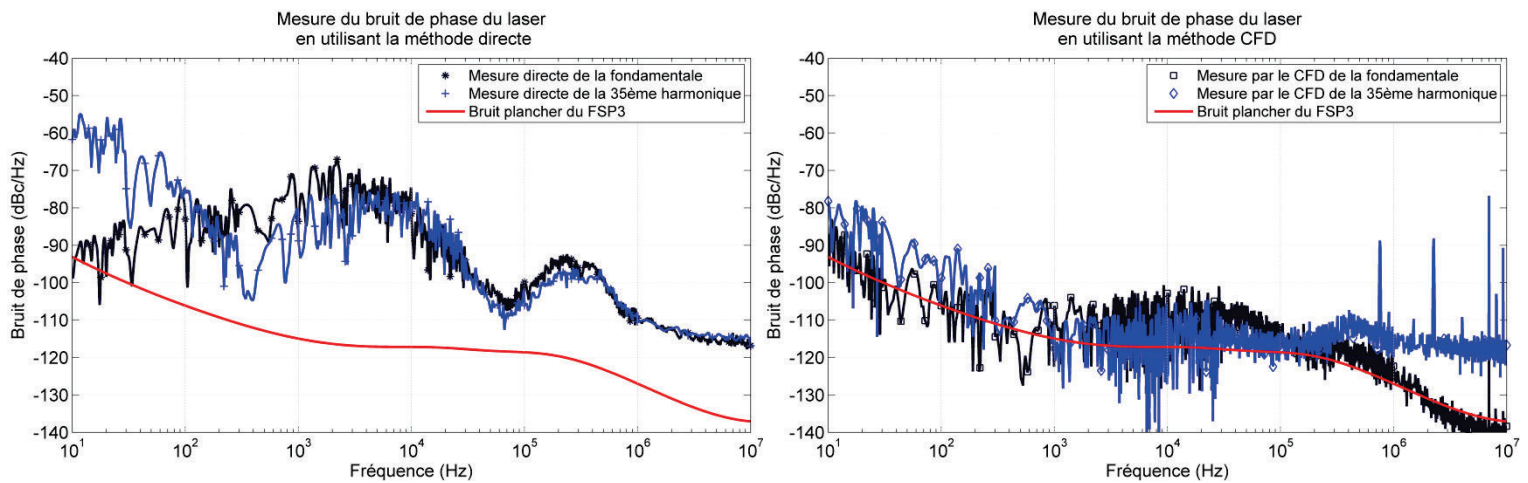 Mesure du bruit de phase du laser
en utilisant la méthode directe
Bruit de phase (dBc/Hz)
-40
-50
-60
-70
-80
-90
-100
-110
-120
-130
-140
Mesure directe de la fondamentale
Mesure directe de la 35ème harmonique
Bruit plancher du FSP3
10^1
10^2
10^3
10^4
10^5
10^6
10^7
Fréquence (Hz)
Mesure du bruit de phase du laser
en utilisant la méthode CFD
Bruit de phase (dBc/Hz)
-40
-50
-60
-70
-80
-90
-100
-110
-120
-130
-140
Mesure par le CFD de la fondamentale
Mesure par le CFD de la 35ème harmonique
Bruit plancher du FSP3
10^1
10^2
10^3
10^4
10^5
10^6
10^7
Fréquence (Hz)